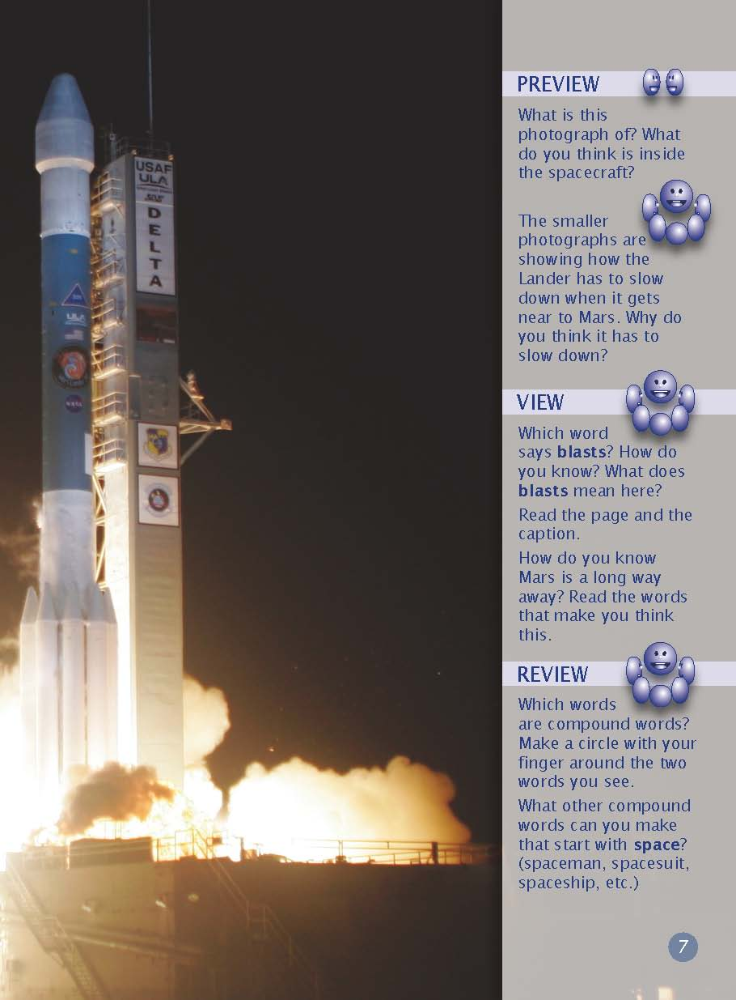 USAF
ULA
DELTA
ULA
NASA
PREVIEW
What is this
photograph of? What
do you think is inside
the spacecraft?
The smaller
photographs are
showing how the
Lander has to slow
down when it gets
near to Mars. Why do
you think it has to
slow down?
VIEW
Which word
says blasts? How do
you know? What does
blasts mean here?
Read the page and the
caption.
How do you know
Mars is a long way
away? Read the words
that make you think
this.
REVIEW
Which words
are compound words?
Make a circle with your
finger around the two
words you see.
What other compound
words can you make
that start with space?
(spaceman, spacesuit,
spaceship, etc.)
7